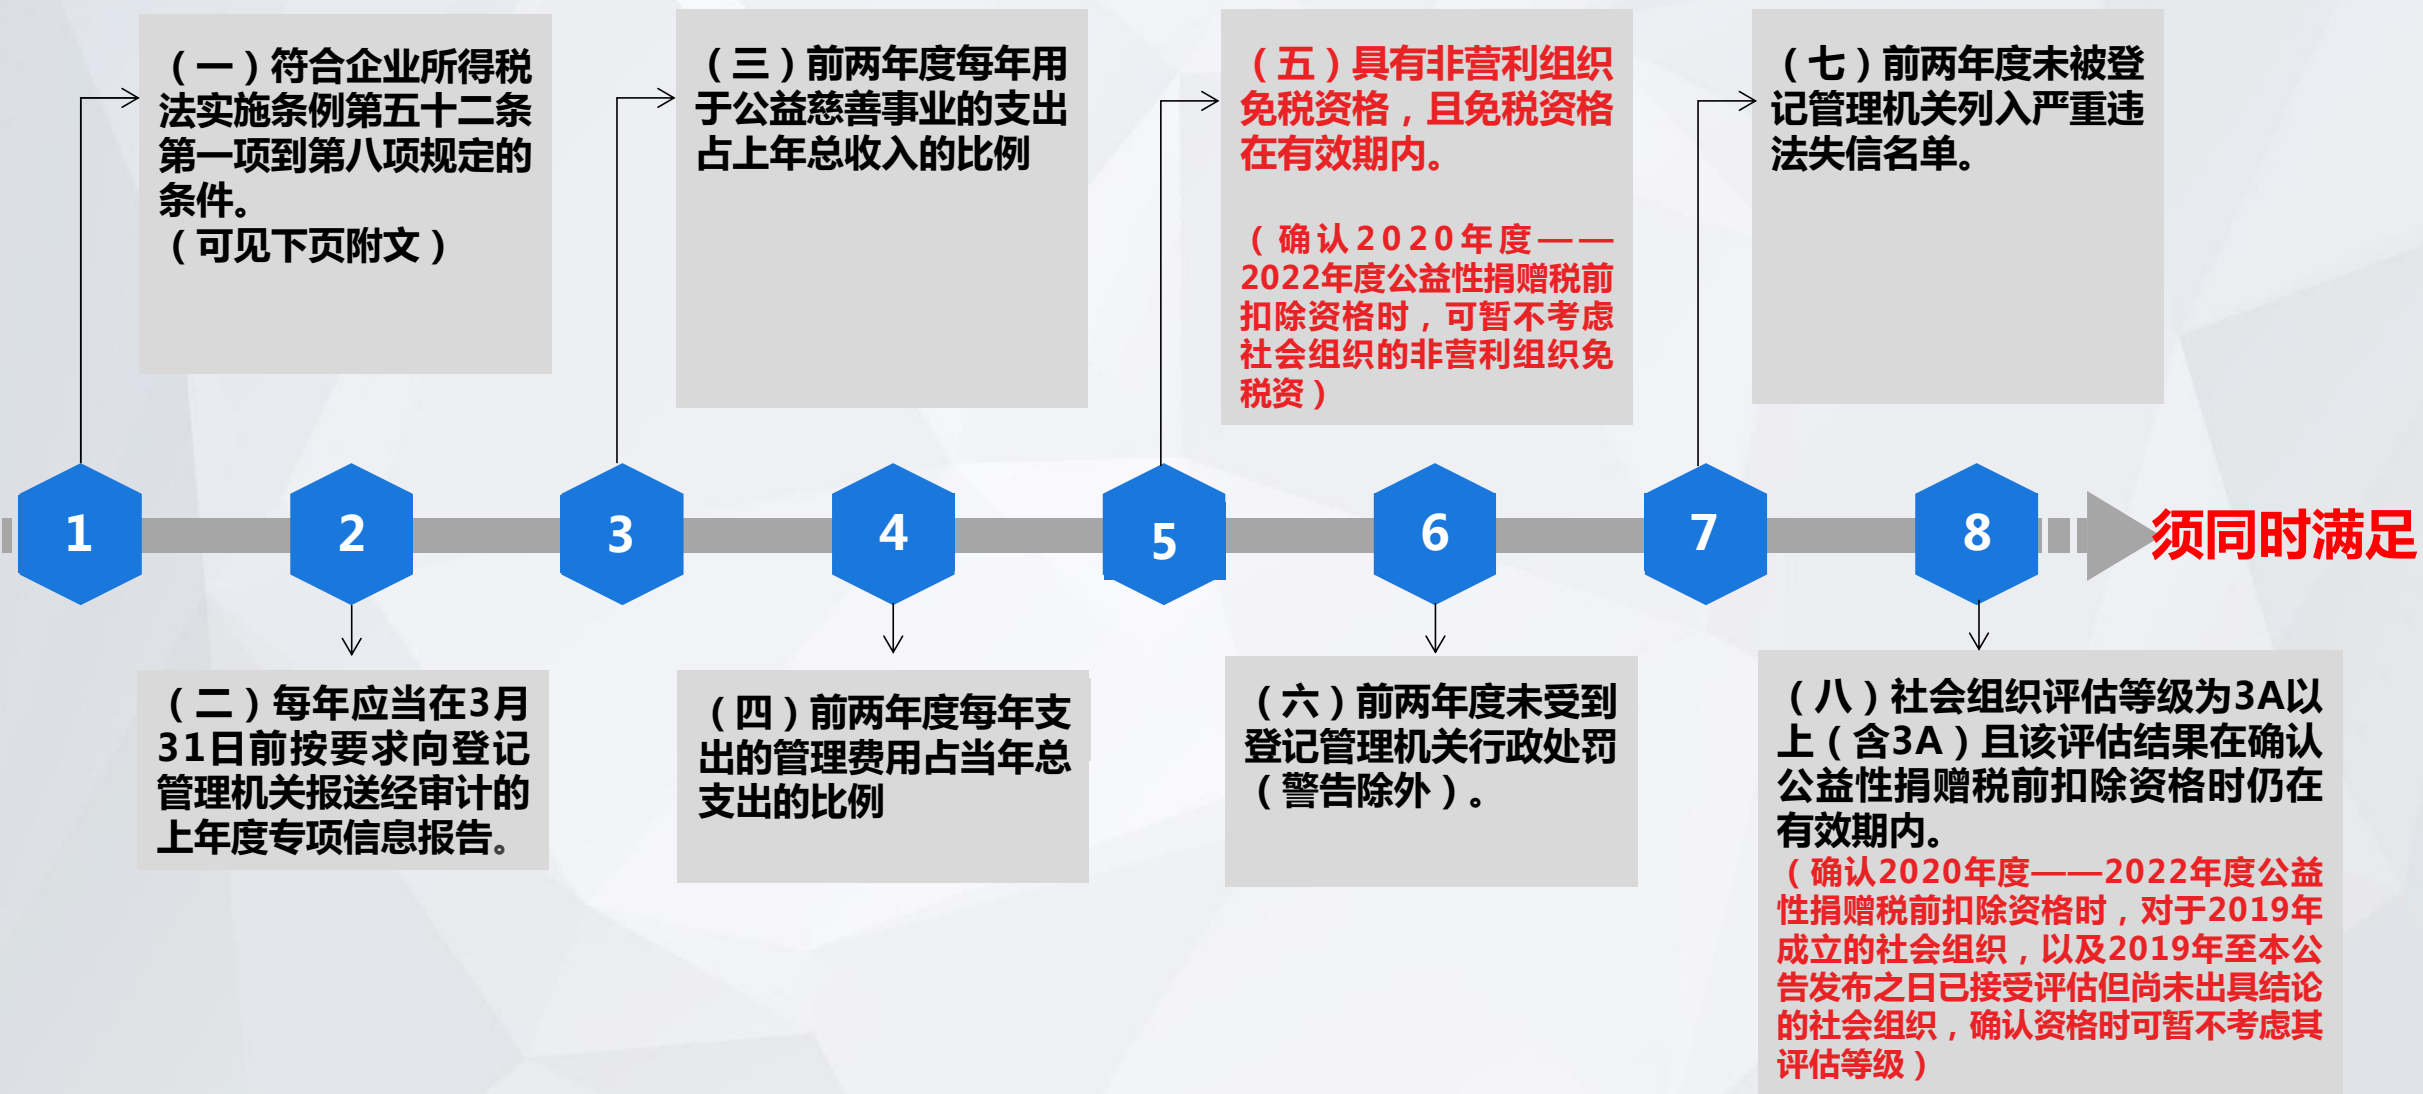 （一）符合企业所得税
法实施条例第五十二条
第一项到第八项规定的
条件。
（可见下页附文）
（三）前两年度每年用
于公益慈善事业的支出
占上年总收入的比例
（五）具有非营利组织
免税资格，且免税资格
在有效期内。
（确认2020年度——
2022年度公益性捐赠税前
扣除资格时，可暂不考虑
社会组织的非营利组织免
税资）
（七）前两年度未被登
记管理机关列入严重违
法失信名单。
1
2
3
4
5
6
7
8
须同时满足
（二）每年应当在3月
31日前按要求向登记
管理机关报送经审计的
上年度专项信息报告。
（四）前两年度每年支
出的管理费用占当年总
支出的比例
（六）前两年度未受到
登记管理机关行政处罚
（警告除外）。
（八）社会组织评估等级为3A以
上（含3A）且该评估结果在确认
公益性捐赠税前扣除资格时仍在
有效期内。
（确认2020年度——2022年度公益
性捐赠税前扣除资格时，对于2019年
成立的社会组织，以及2019年至本公
告发布之日已接受评估但尚未出具结论
的社会组织，确认资格时可暂不考虑其
评估等级）